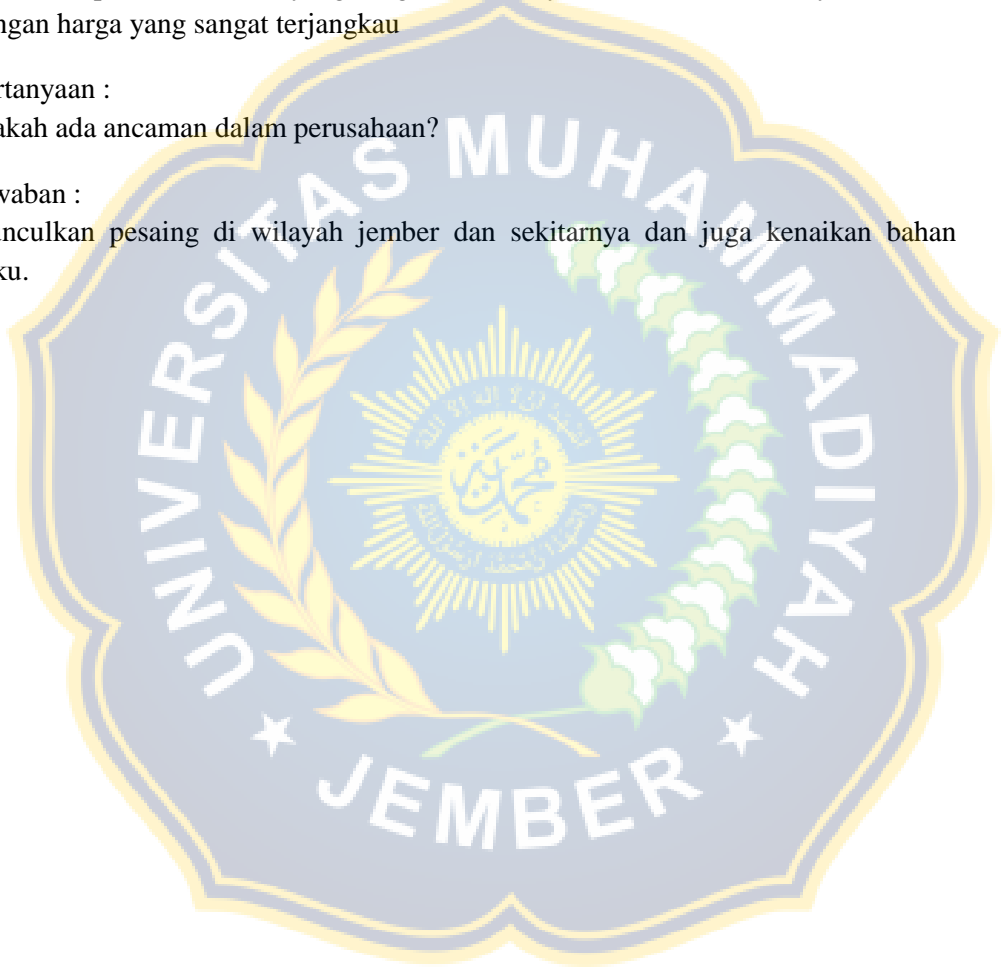 ngan harga yang sangat terjangkau
rtanyaan :
akah ada ancaman dalam perusahaan?
waban :
unculkan pesaing di wilayah jember dan sekitarnya dan juga kenaikan bahan
ku.
UNIVERSITAS MUHAMMADIYAH
JEMBER